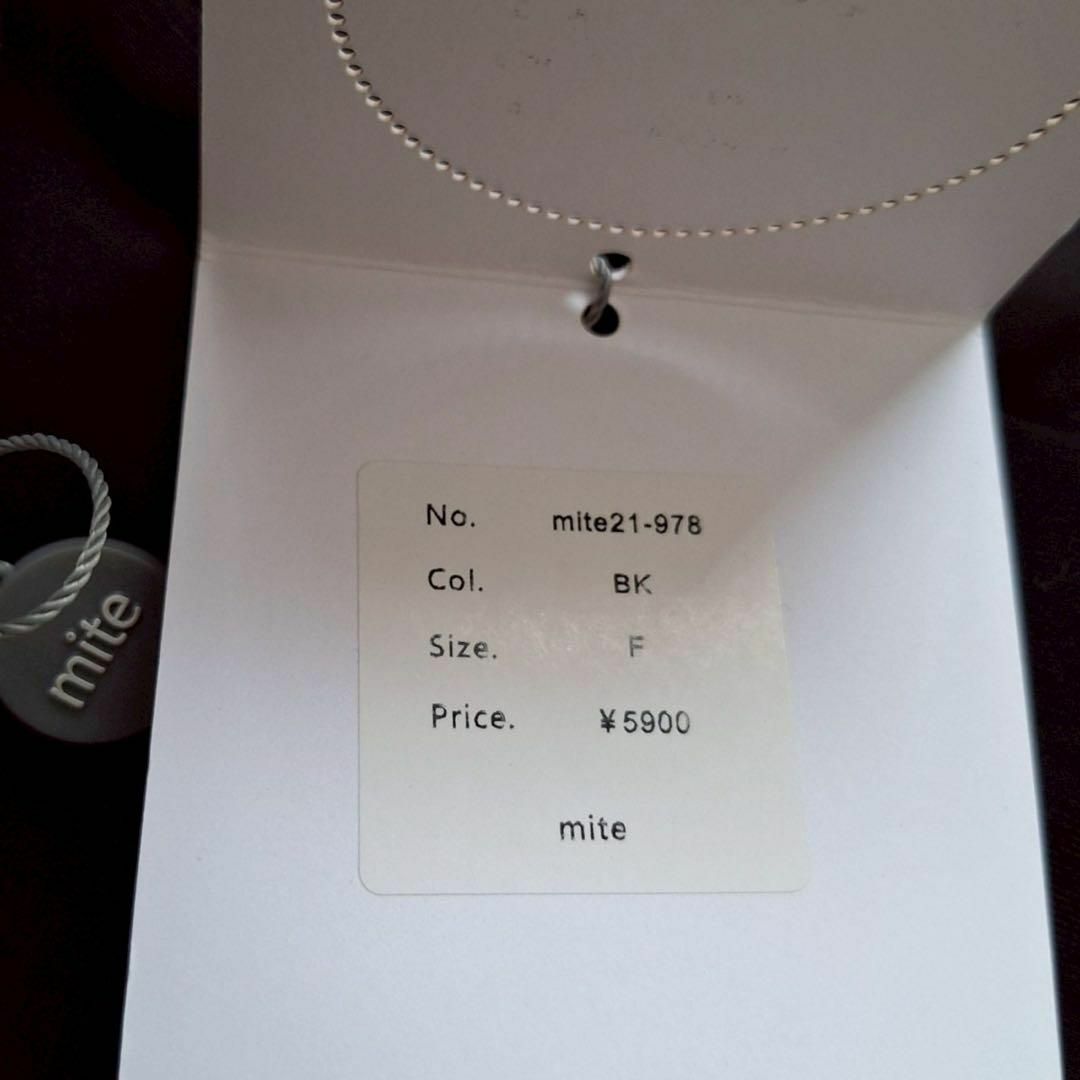 No. mite21-978
Col. BK
Size. F
Price. ¥5900
mite
mite